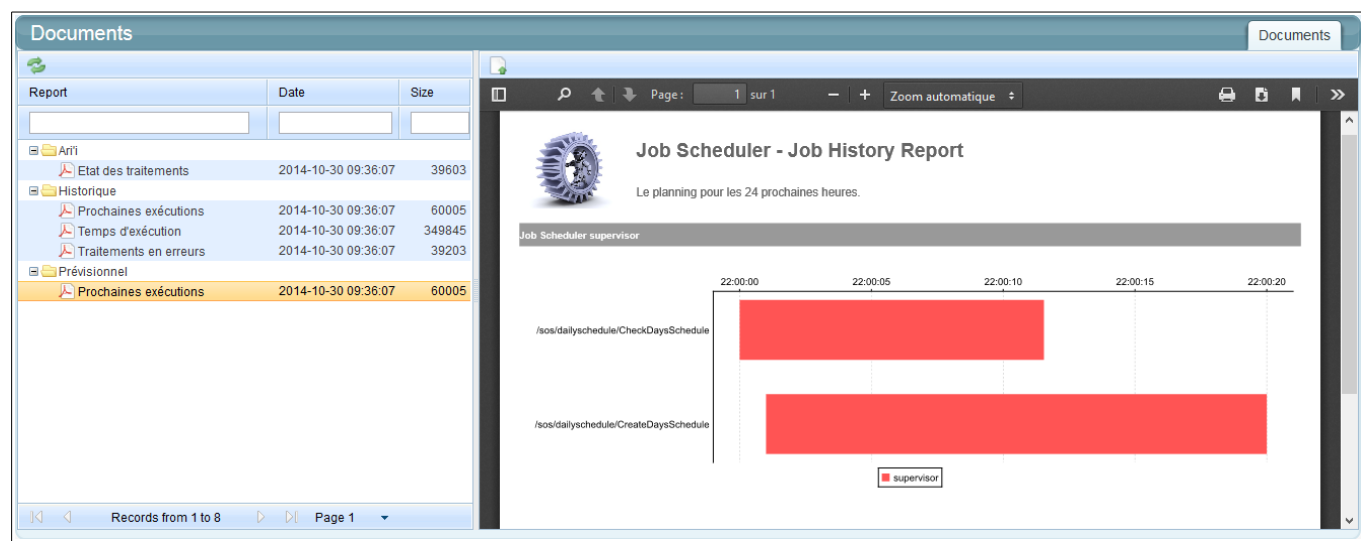 Documents
Documents
Report Date Size
Ari'i
Etat des traitements 2014-10-30 09:36:07 39603
Historique
Prochaines exécutions 2014-10-30 09:36:07 60005
Temps d'exécution 2014-10-30 09:36:07 349845
Traitements en erreurs 2014-10-30 09:36:07 39203
Prévisionnel
Prochaines exécutions 2014-10-30 09:36:07 60005
Records from 1 to 8 Page 1
Page: 1 sur 1 Zoom automatique
Job Scheduler - Job History Report
Le planning pour les 24 prochaines heures.
Job Scheduler supervisor
22:00:00 22:00:05 22:00:10 22:00:15 22:00:20
/sos/dailyschedule/CheckDaysSchedule
/sos/dailyschedule/CreateDaysSchedule
supervisor